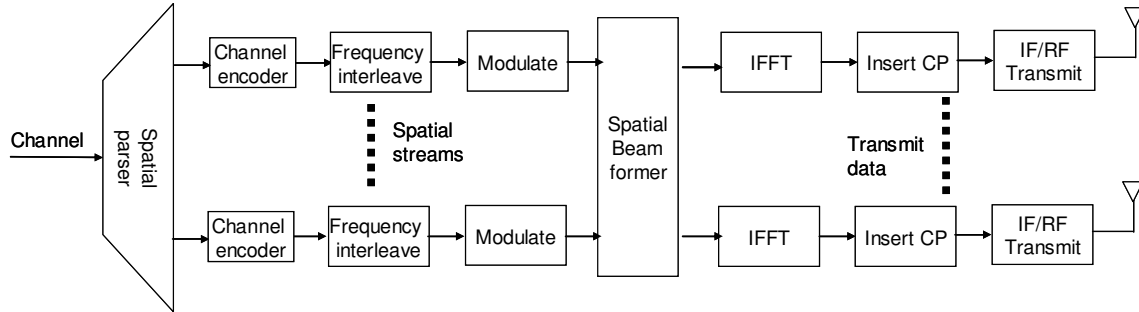 Channel
Spatial
parser
Channel
encoder
Frequency
interleave
Modulate
Spatial
streams
Channel
encoder
Frequency
interleave
Modulate
Spatial
Beam
former
IFFT
Insert CP
IF/RF
Transmit
Transmit
data
IFFT
Insert CP
IF/RF
Transmit